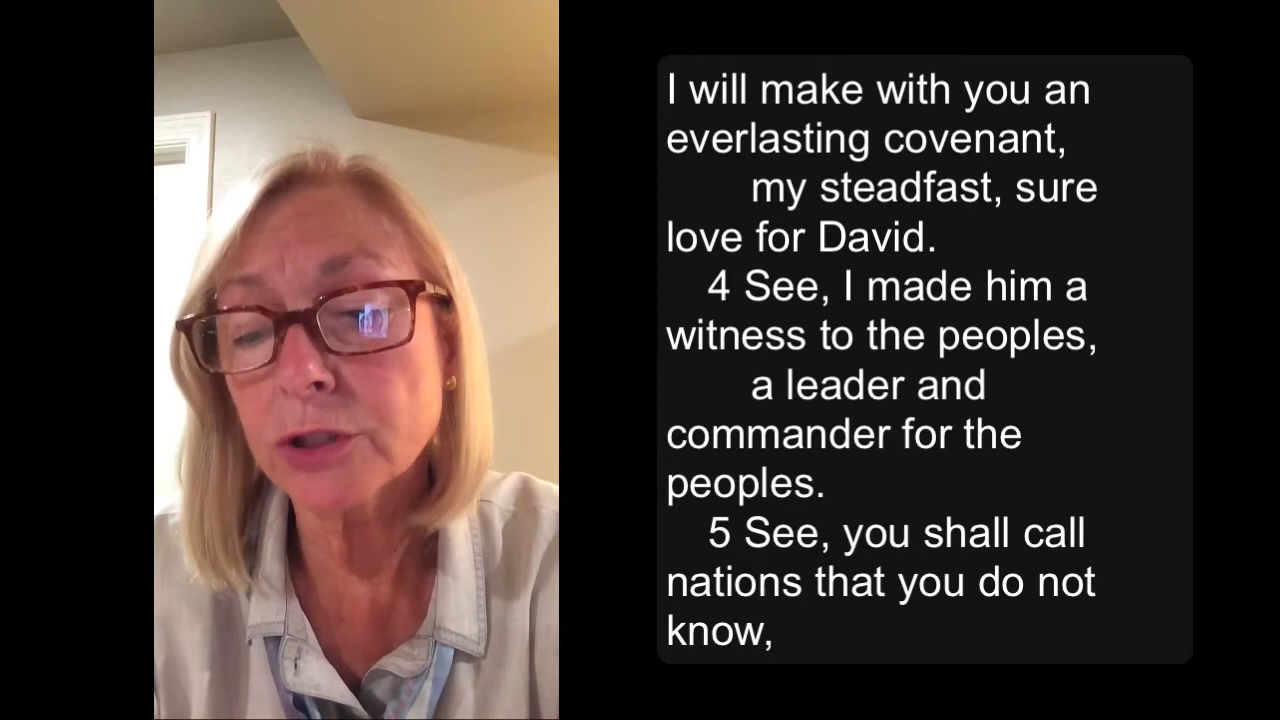 I will make with you an
everlasting covenant,
my steadfast, sure
love for David.
4 See, I made him a
witness to the peoples,
a leader and
commander for the
peoples.
5 See, you shall call
nations that you do not
know,